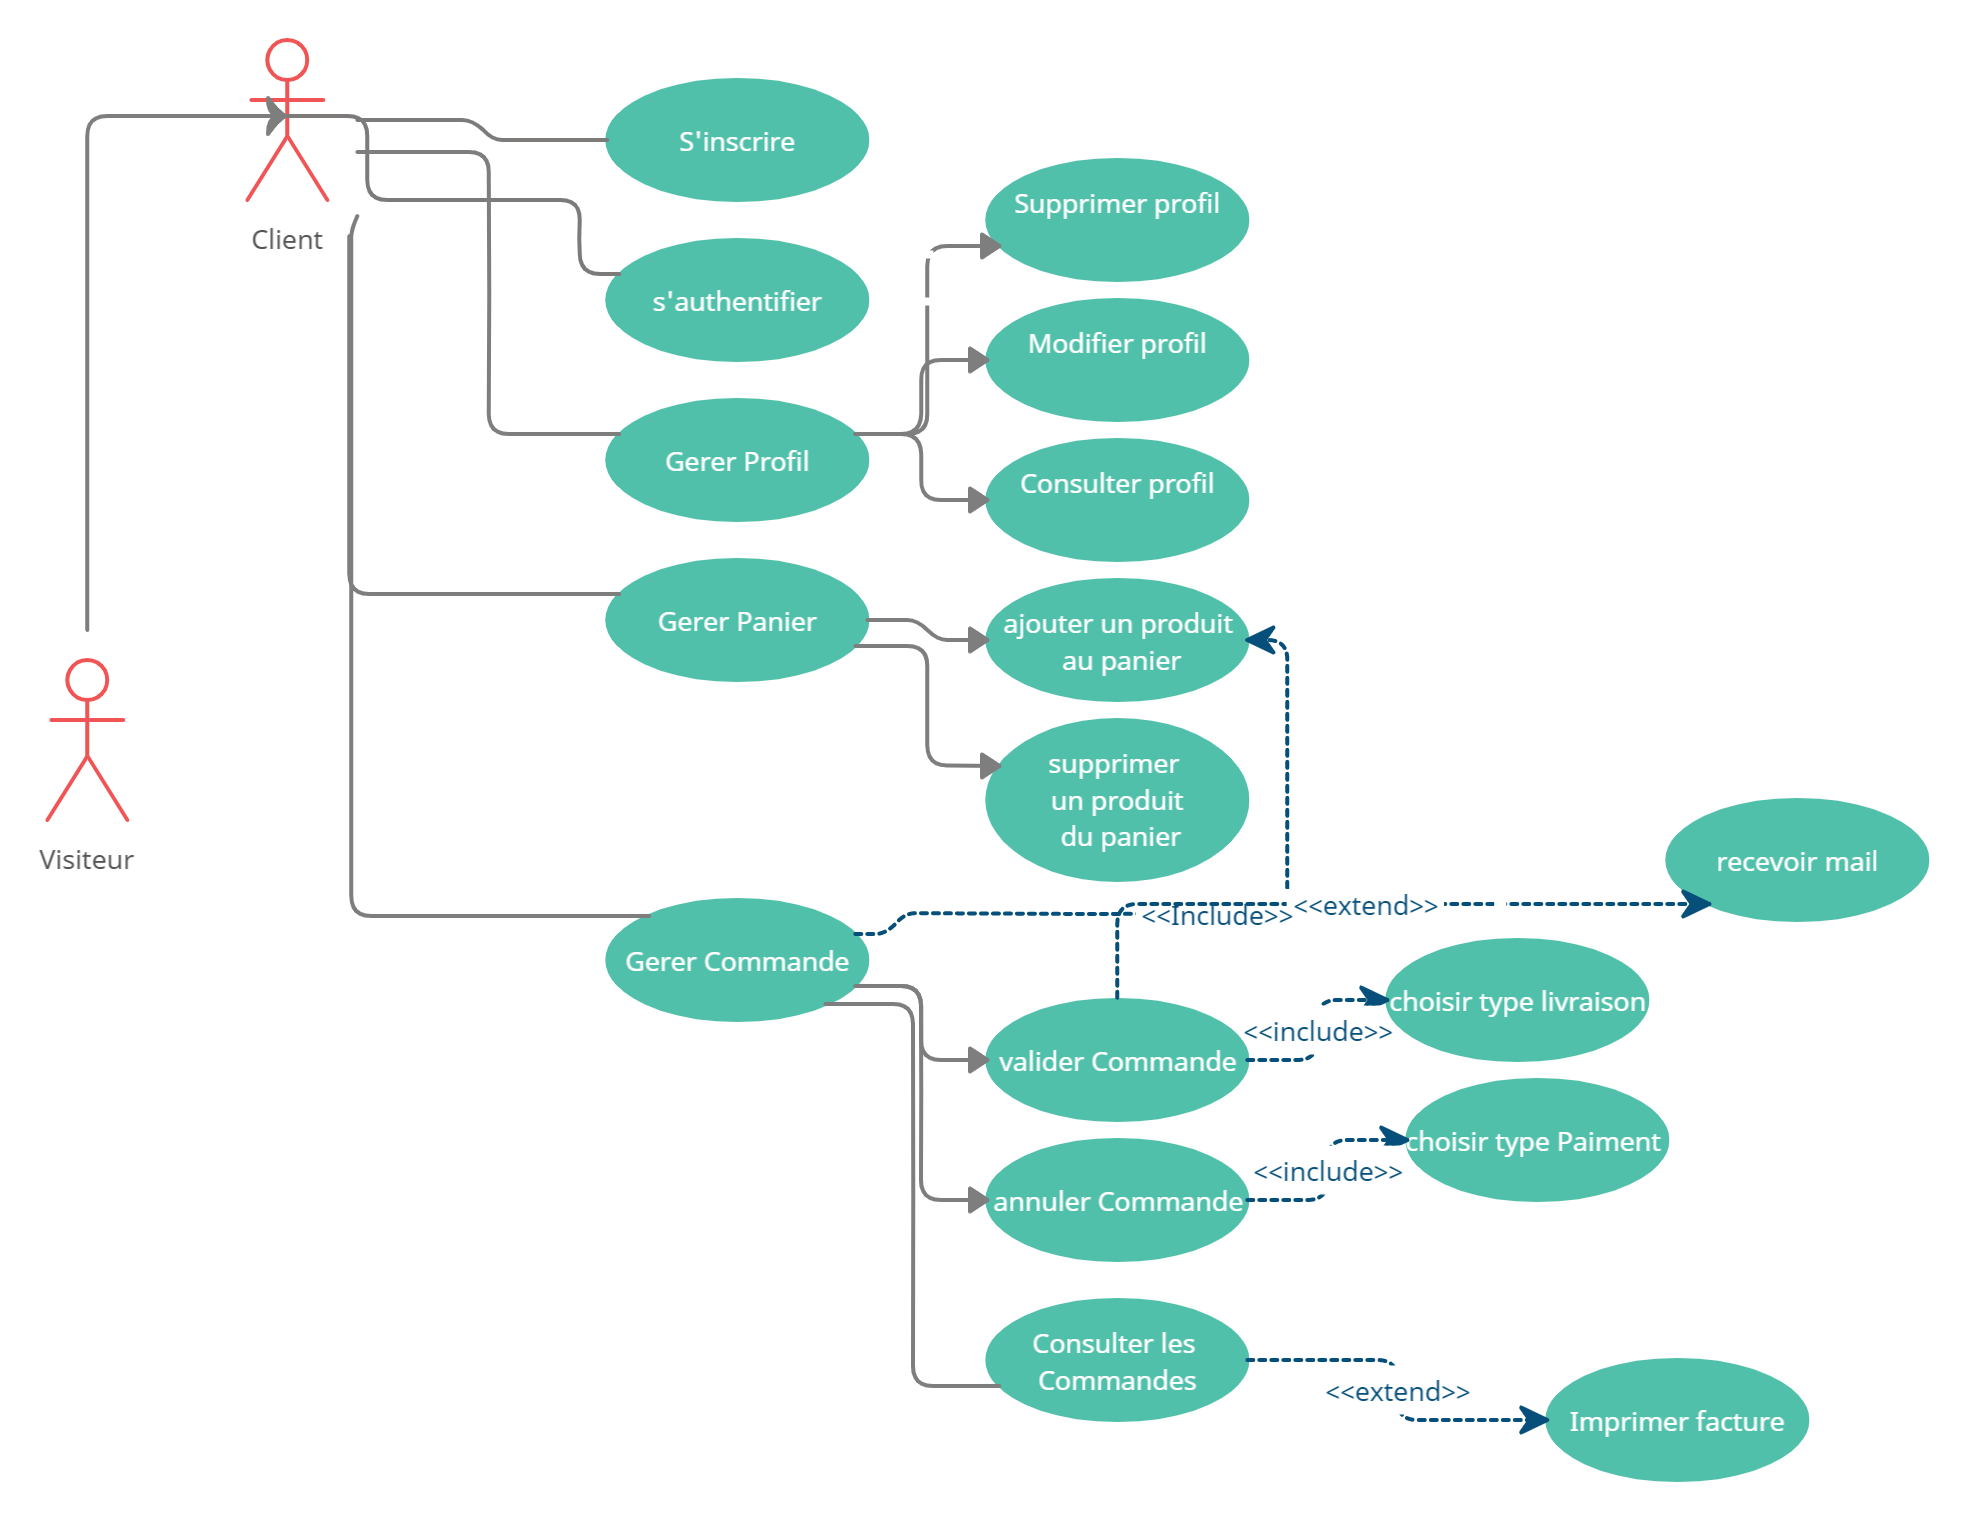 S'inscrire
Client
Supprimer profil
s'authentifier
Modifier profil
Gerer Profil
Consulter profil
Gerer Panier
ajouter un produit
au panier
supprimer
un produit
du panier
Visiteur
recevoir mail
<<Include>>
<<extend>>
Gerer Commande
choisir type livraison
<<include>>
valider Commande
choisir type Paiment
<<include>>
annuler Commande
Consulter les
Commandes
<<extend>>
Imprimer facture